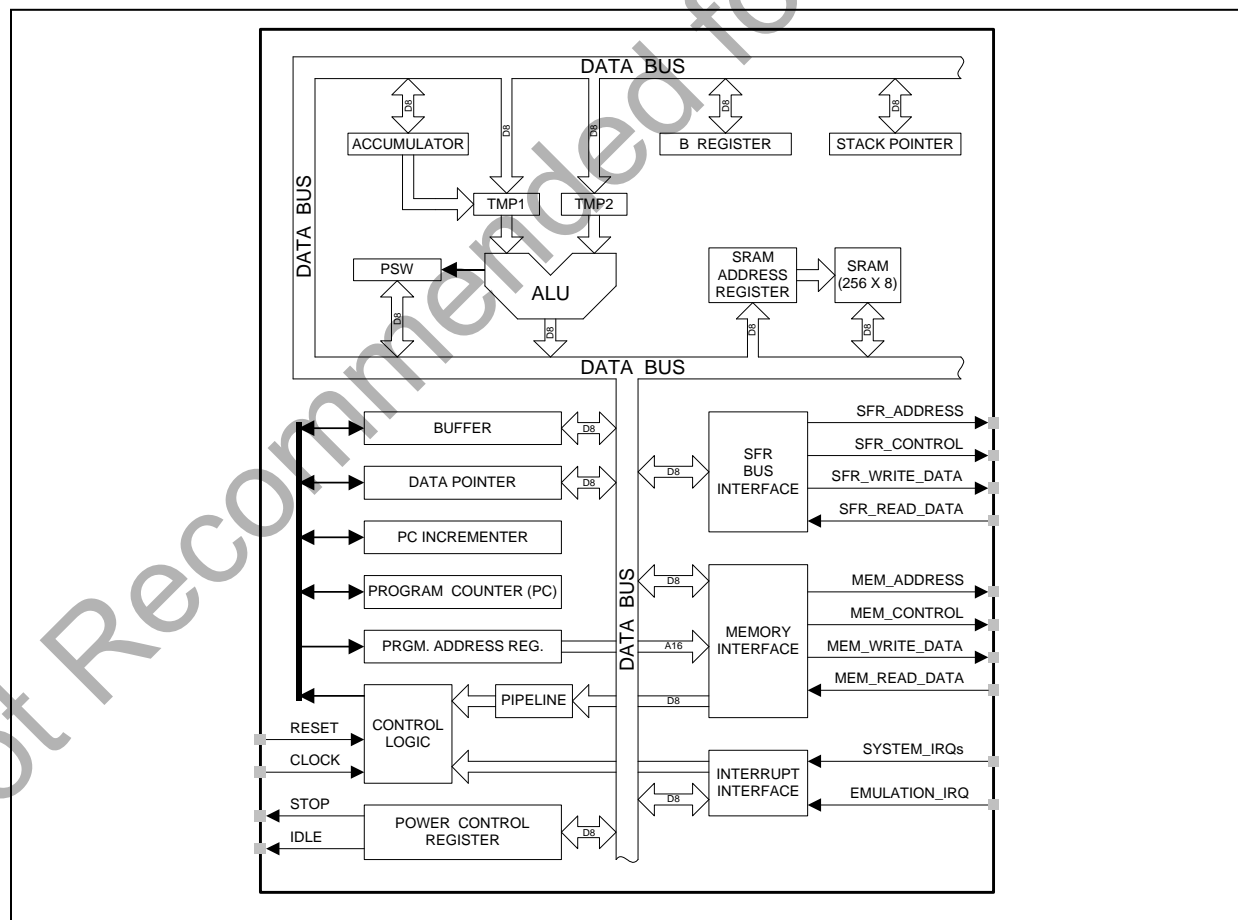 DATA BUS
D8
D8
D8
D8
D8
ACCUMULATOR
B REGISTER
STACK POINTER
DATA BUS
TMP1
TMP2
PSW
ALU
SRAM
ADDRESS
REGISTER
SRAM
(256 X 8)
D8
D8
D8
D8
DATA BUS
BUFFER
D8
DATA POINTER
D8
PC INCREMENTER
PROGRAM COUNTER (PC)
PRGM. ADDRESS REG.
A16
DATA BUS
D8
SFR
BUS
INTERFACE
SFR_ADDRESS
SFR_CONTROL
SFR_WRITE_DATA
SFR_READ_DATA
D8
MEMORY
INTERFACE
MEM_ADDRESS
MEM_CONTROL
MEM_WRITE_DATA
MEM_READ_DATA
PIPELINE
D8
RESET
CLOCK
CONTROL
LOGIC
INTERRUPT
INTERFACE
SYSTEM_IRQs
EMULATION_IRQ
D8
STOP
IDLE
POWER CONTROL
REGISTER
D8
Recommended